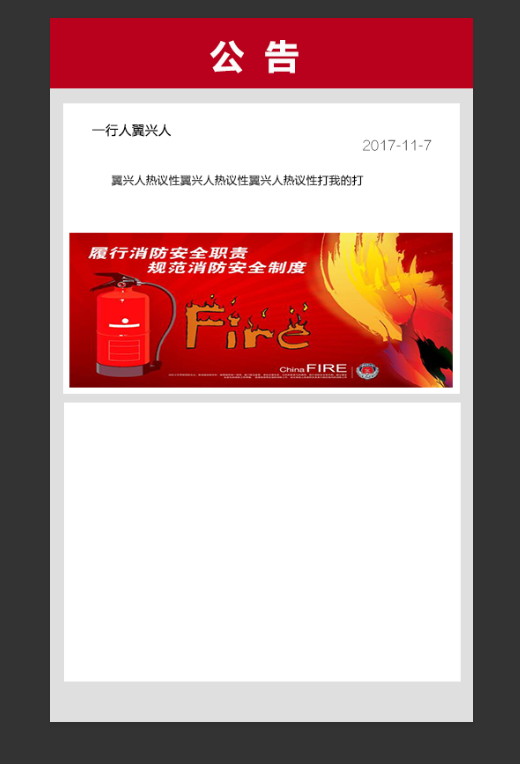 公 告
一行人翼兴人
2017-11-7
翼兴人热议性翼兴人热议性翼兴人热议性打我的打
履行消防安全职责
规范消防安全制度
Fire
China FIRE